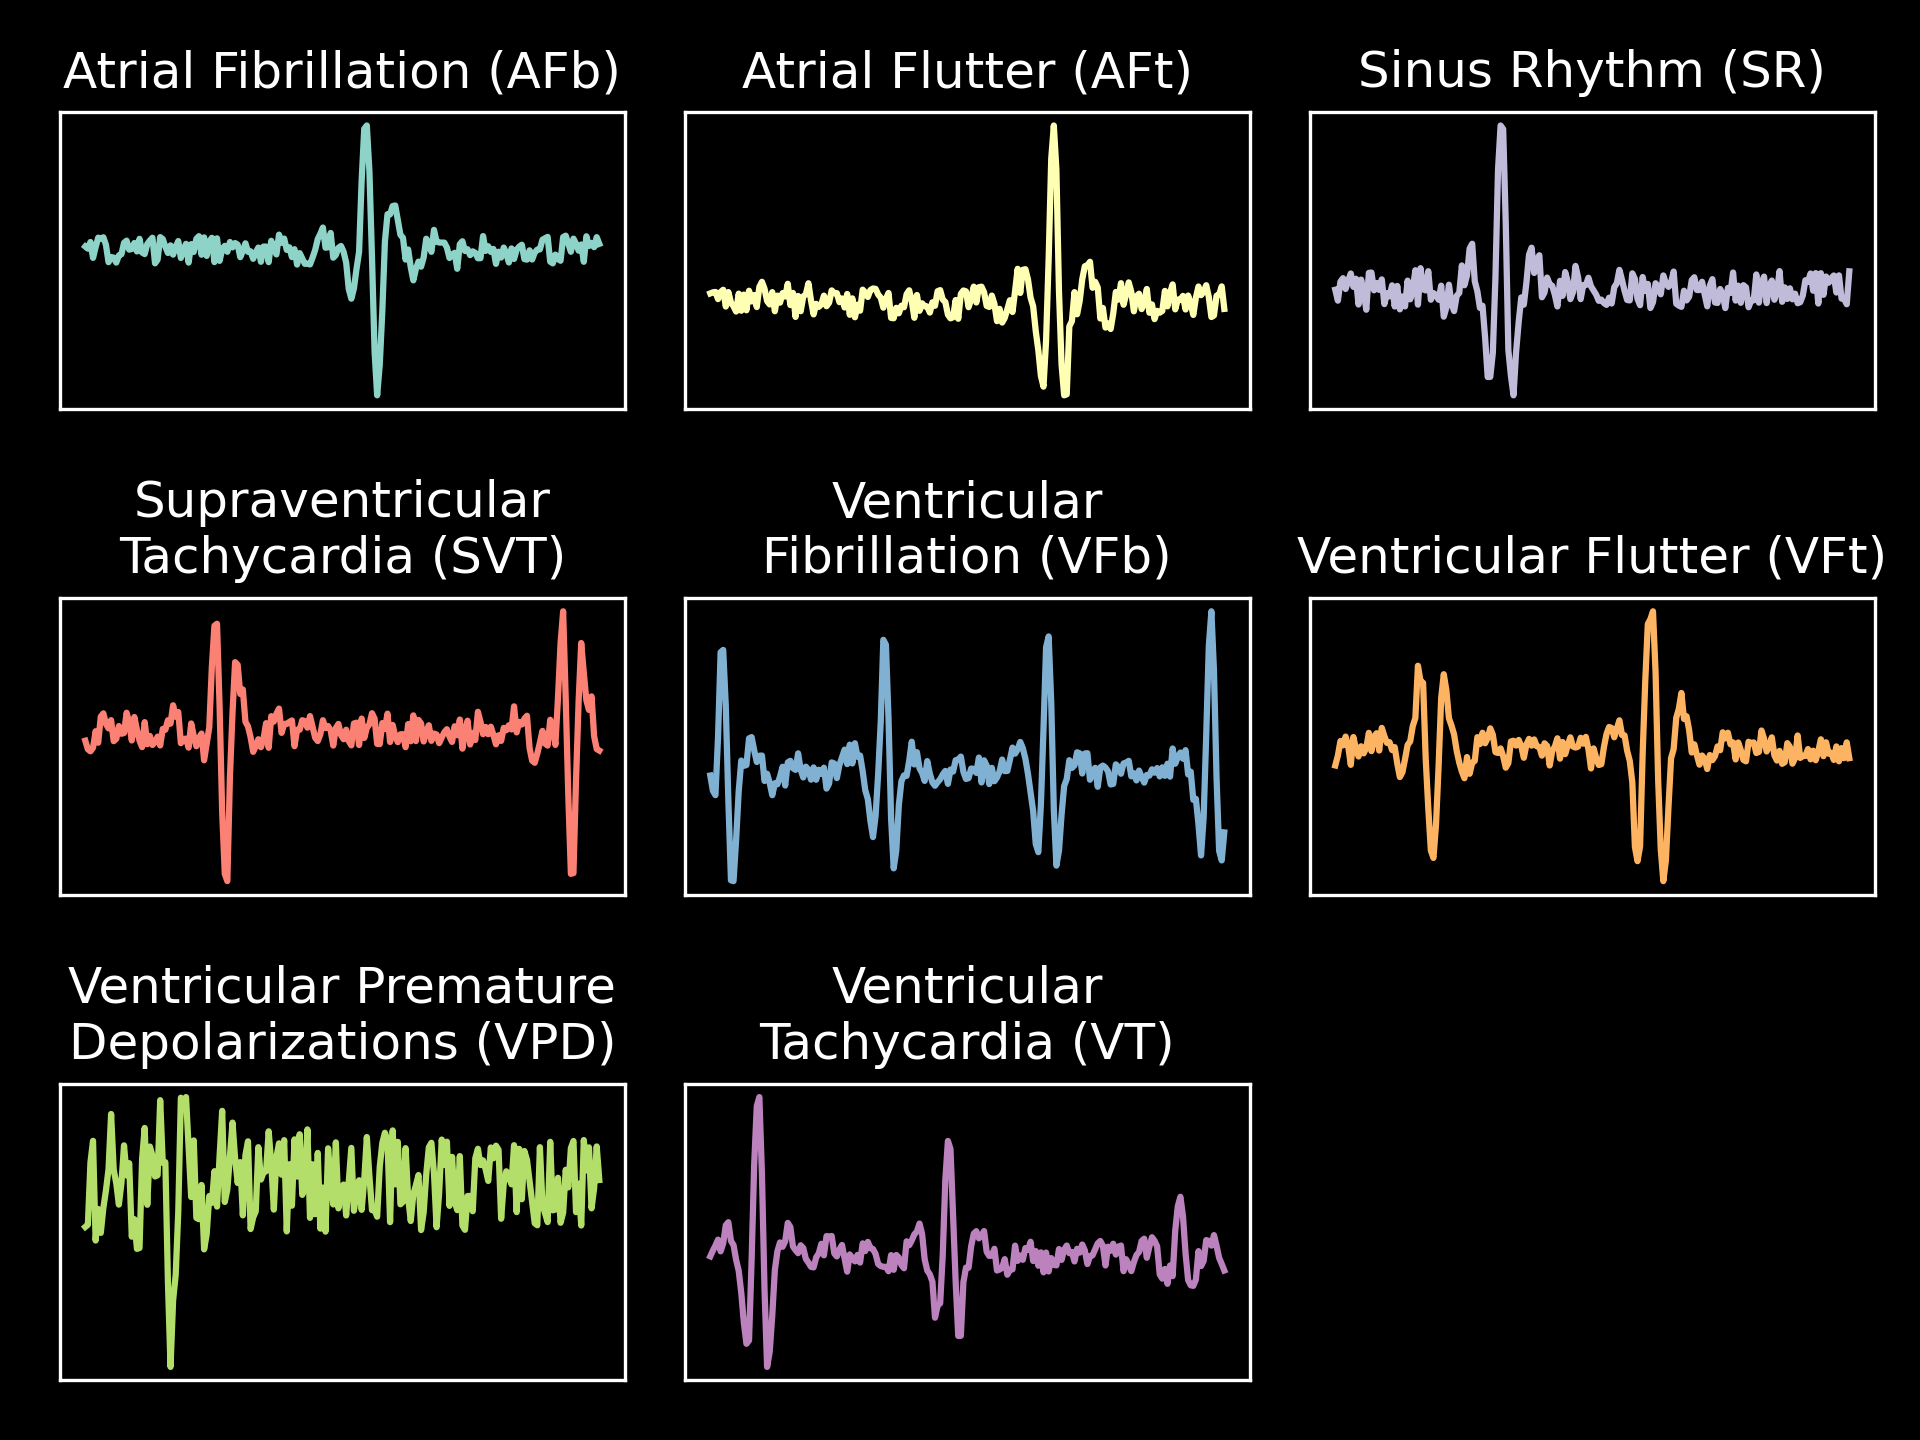 Atrial Fibrillation (AFb)
Atrial Flutter (AFt)
Sinus Rhythm (SR)
Supraventricular
Tachycardia (SVT)
Ventricular
Fibrillation (VFb)
Ventricular Flutter (VFt)
Ventricular Premature
Depolarizations (VPD)
Ventricular
Tachycardia (VT)